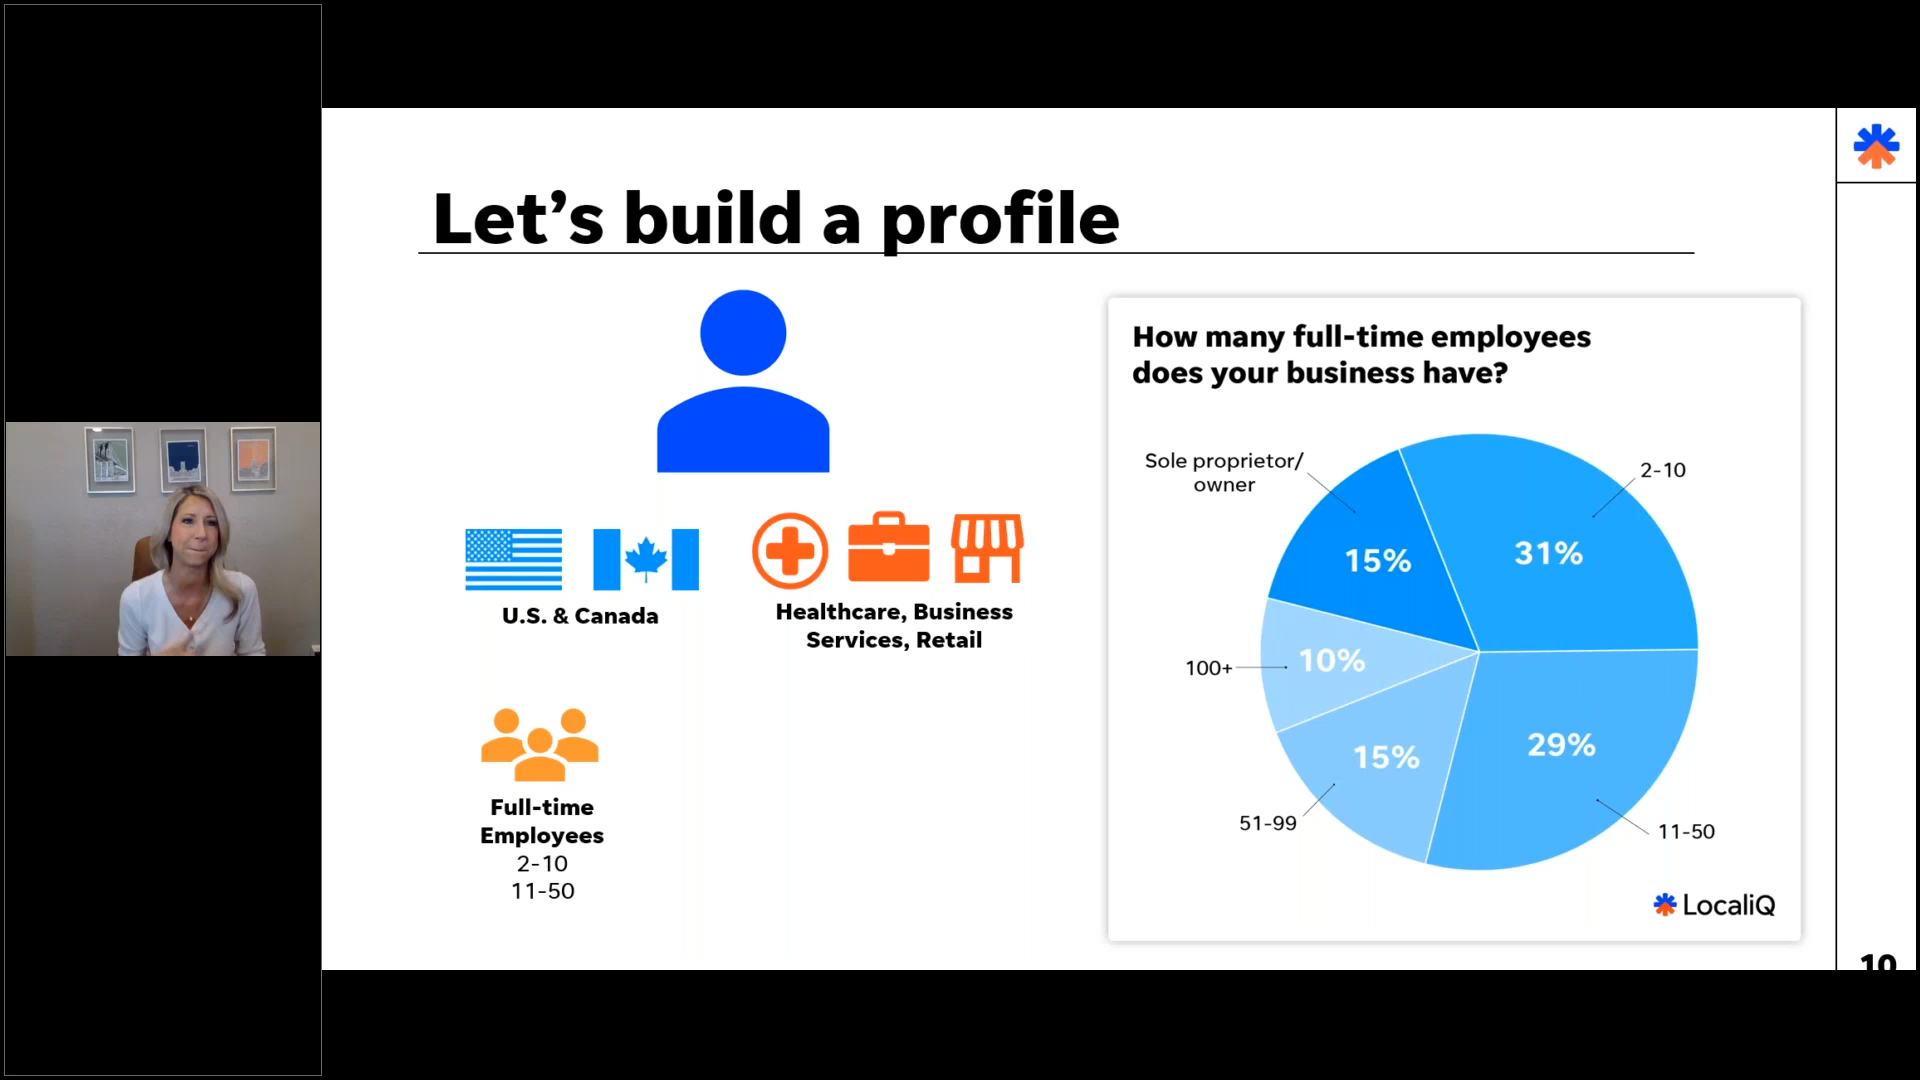 Let’s build a profile
U.S. & Canada
Healthcare, Business
Services, Retail
Full-time
Employees
2-10
11-50
How many full-time employees
does your business have?
Sole proprietor/
owner
2-10
15%
31%
100+
10%
29%
15%
51-99
11-50
LocaliQ
10